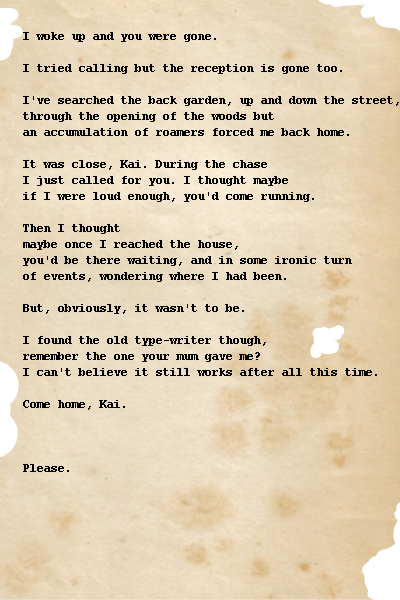 I woke up and you were gone.
I tried calling but the reception is gone too.
I've searched the back garden, up and down the street,
through the opening of the woods but
an accumulation of roamers forced me back home.
It was close, Kai. During the chase
I just called for you. I thought maybe
if I were loud enough, you'd come running.
Then I thought
maybe once I reached the house,
you'd be there waiting, and in some ironic turn
of events, wondering where I had been.
But, obviously, it wasn't to be.
I found the old type-writer though,
remember the one your mum gave me?
I can't believe it still works after all this time.
Come home, Kai.
Please.